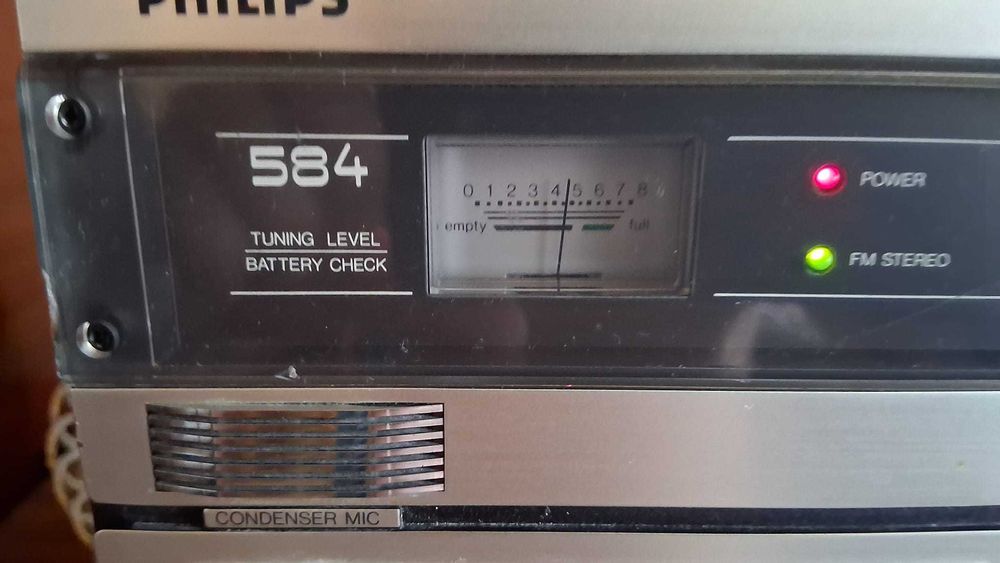 PHILIPS
584
TUNING LEVEL
BATTERY CHECK
0 1 2 3 4 5 6 7 8
empty full
POWER
FM STEREO
CONDENSER MIC